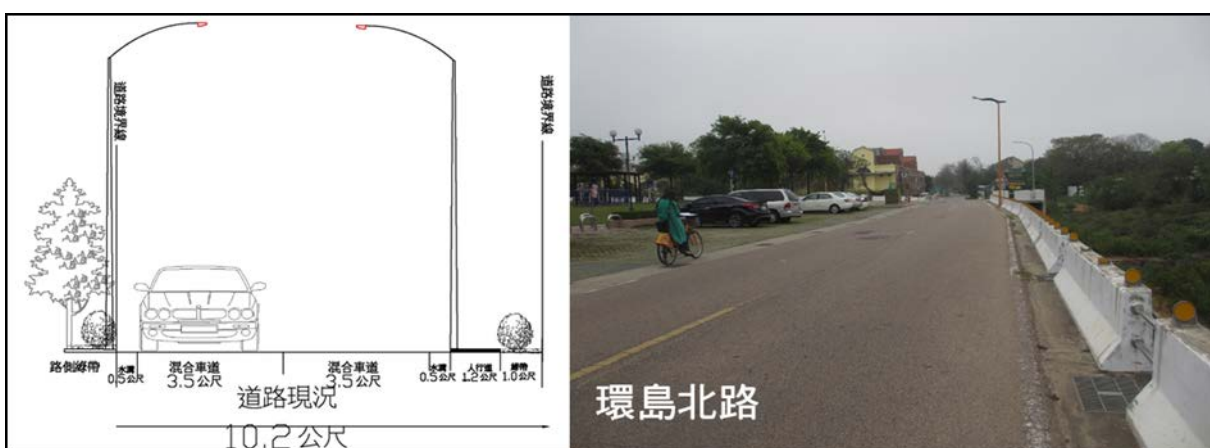 道路境界線
道路境界線
路側綠帶
水溝
0.5公尺
混合車道
3.5公尺
混合車道
3.5公尺
水溝
0.5公尺
人行道
1.2公尺
綠帶
1.0公尺
道路現況
10.2公尺
環島北路